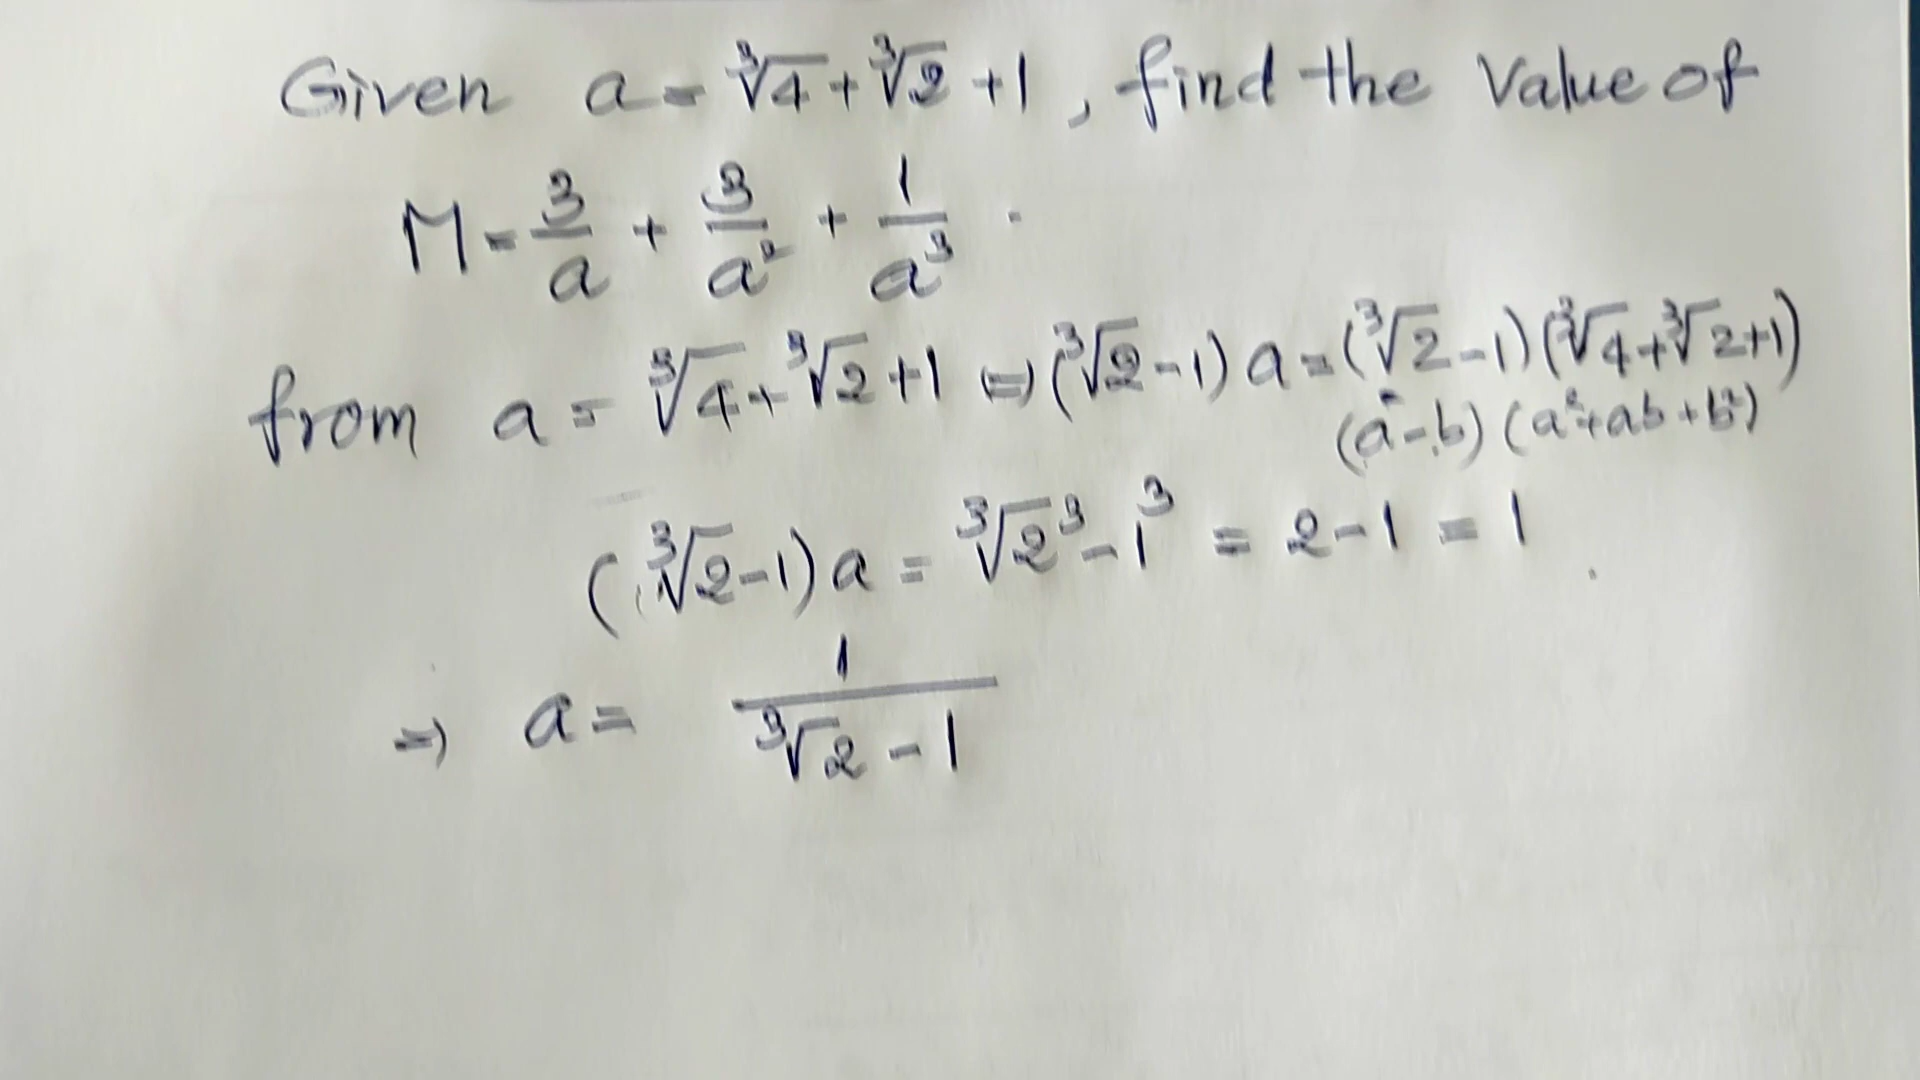 Given a = ∛4 + ∛2 + 1 , find the Value of
M = 3/a + 3/a² + 1/a³ .
from a = ∛4 + ∛2 + 1 ⇒ (∛2 - 1) a = (∛2 - 1) (∛4 + ∛2 + 1)
(a - b) (a² + ab + b²)
(∛2 - 1) a = ∛2³ - 1³ = 2 - 1 = 1 .
⇒ a = 1/(∛2 - 1)